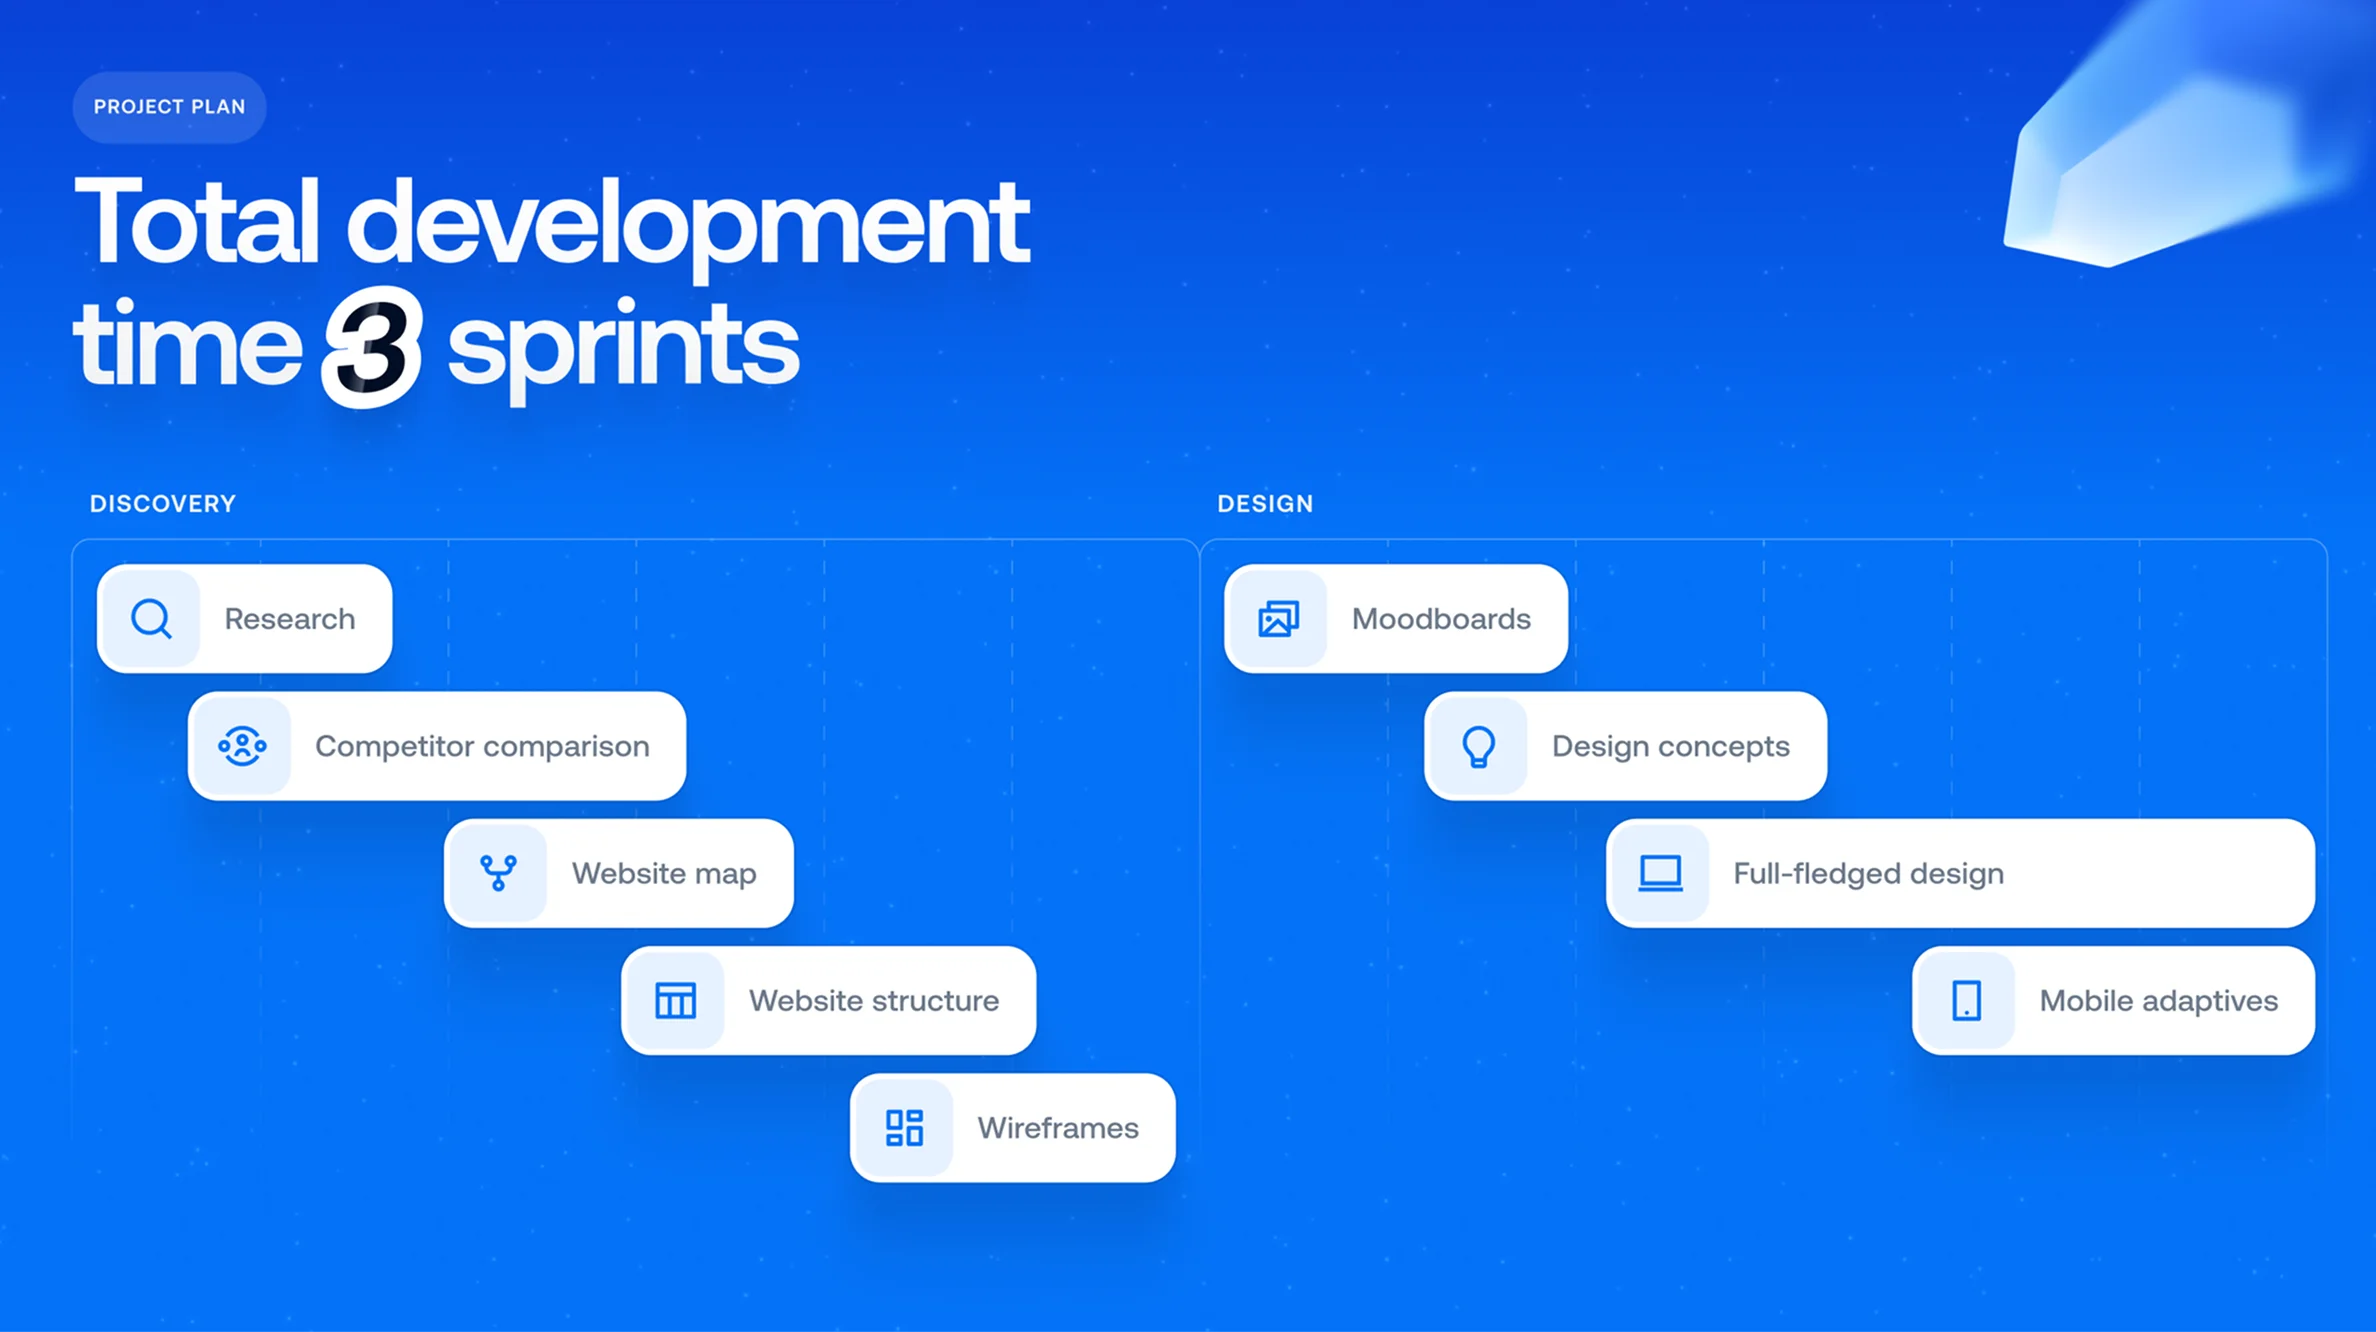 PROJECT PLAN
Total development
time 3 sprints
DISCOVERY
Research
Competitor comparison
Website map
Website structure
Wireframes
DESIGN
Moodboards
Design concepts
Full-fledged design
Mobile adaptives